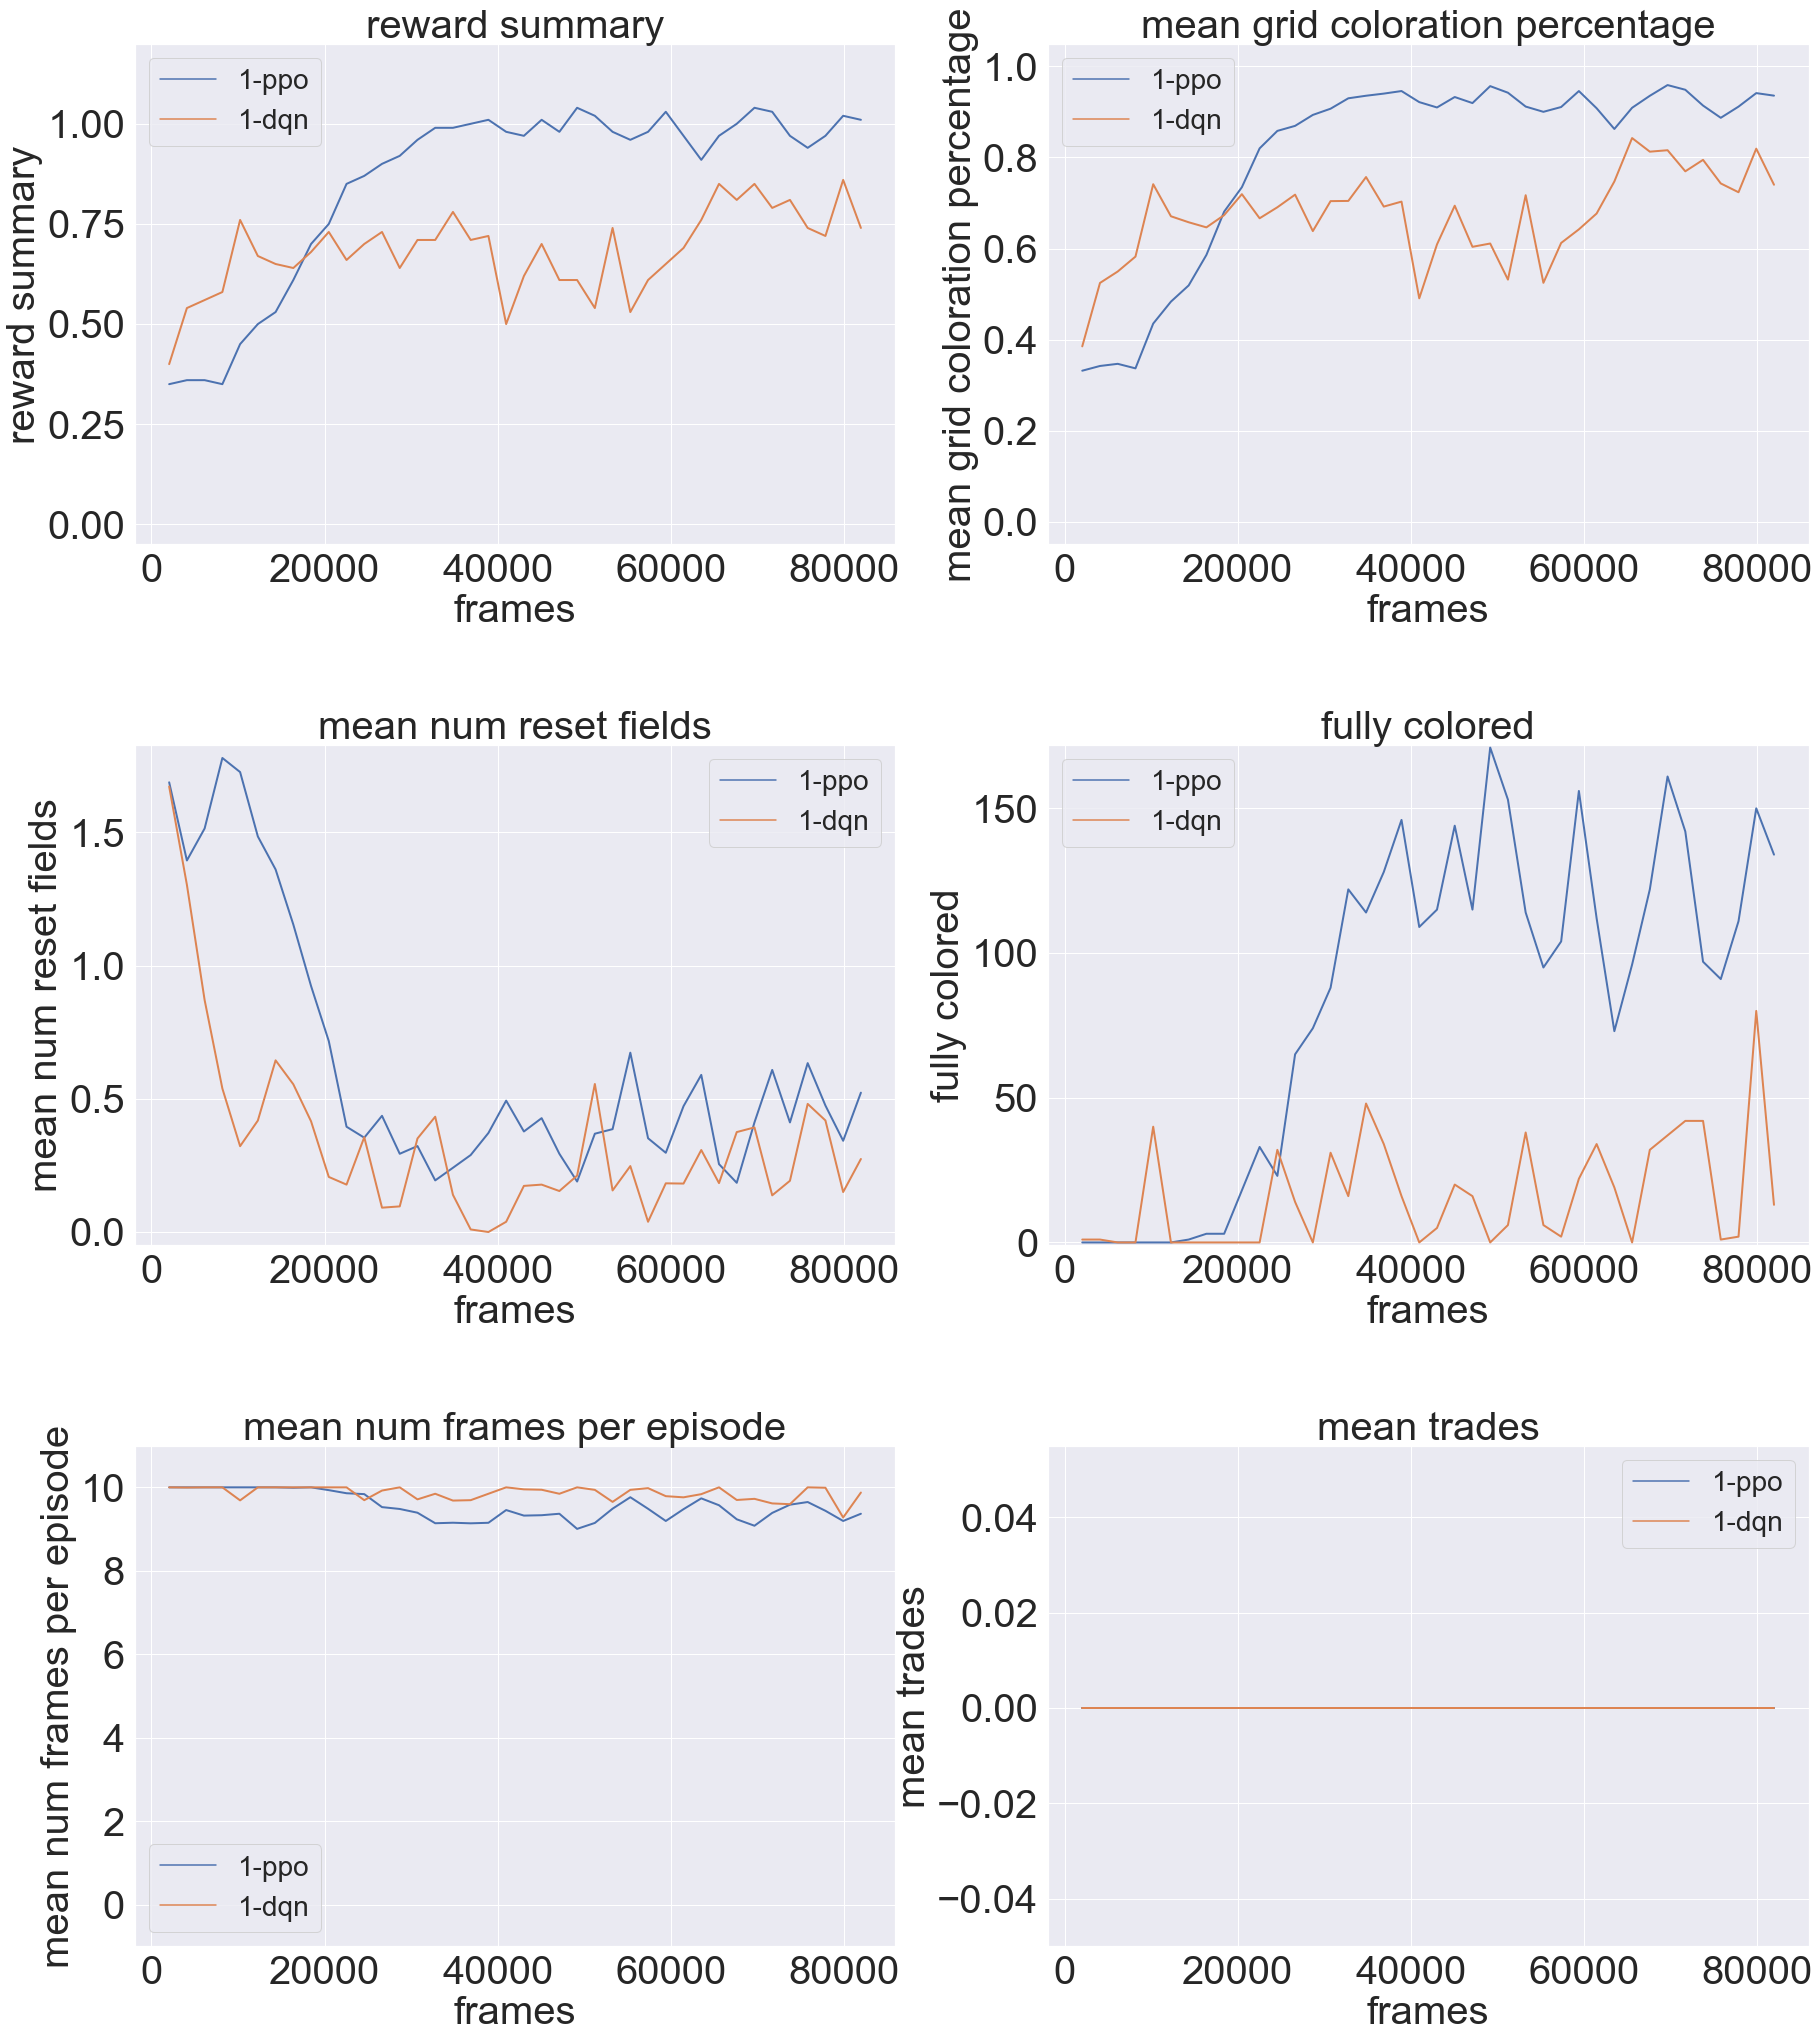 reward summary
1-ppo
1-dqn
reward summary
1.00
0.75
0.50
0.25
0.00
0 20000 40000 60000 80000
frames
mean grid coloration percentage
1-ppo
1-dqn
mean grid coloration percentage
1.0
0.8
0.6
0.4
0.2
0.0
0 20000 40000 60000 80000
frames
mean num reset fields
1-ppo
1-dqn
mean num reset fields
1.5
1.0
0.5
0.0
0 20000 40000 60000 80000
frames
fully colored
1-ppo
1-dqn
fully colored
150
100
50
0
0 20000 40000 60000 80000
frames
mean num frames per episode
mean num frames per episode
10
8
6
4
2
0
1-ppo
1-dqn
0 20000 40000 60000 80000
frames
mean trades
1-ppo
1-dqn
mean trades
0.04
0.02
0.00
−0.02
−0.04
0 20000 40000 60000 80000
frames